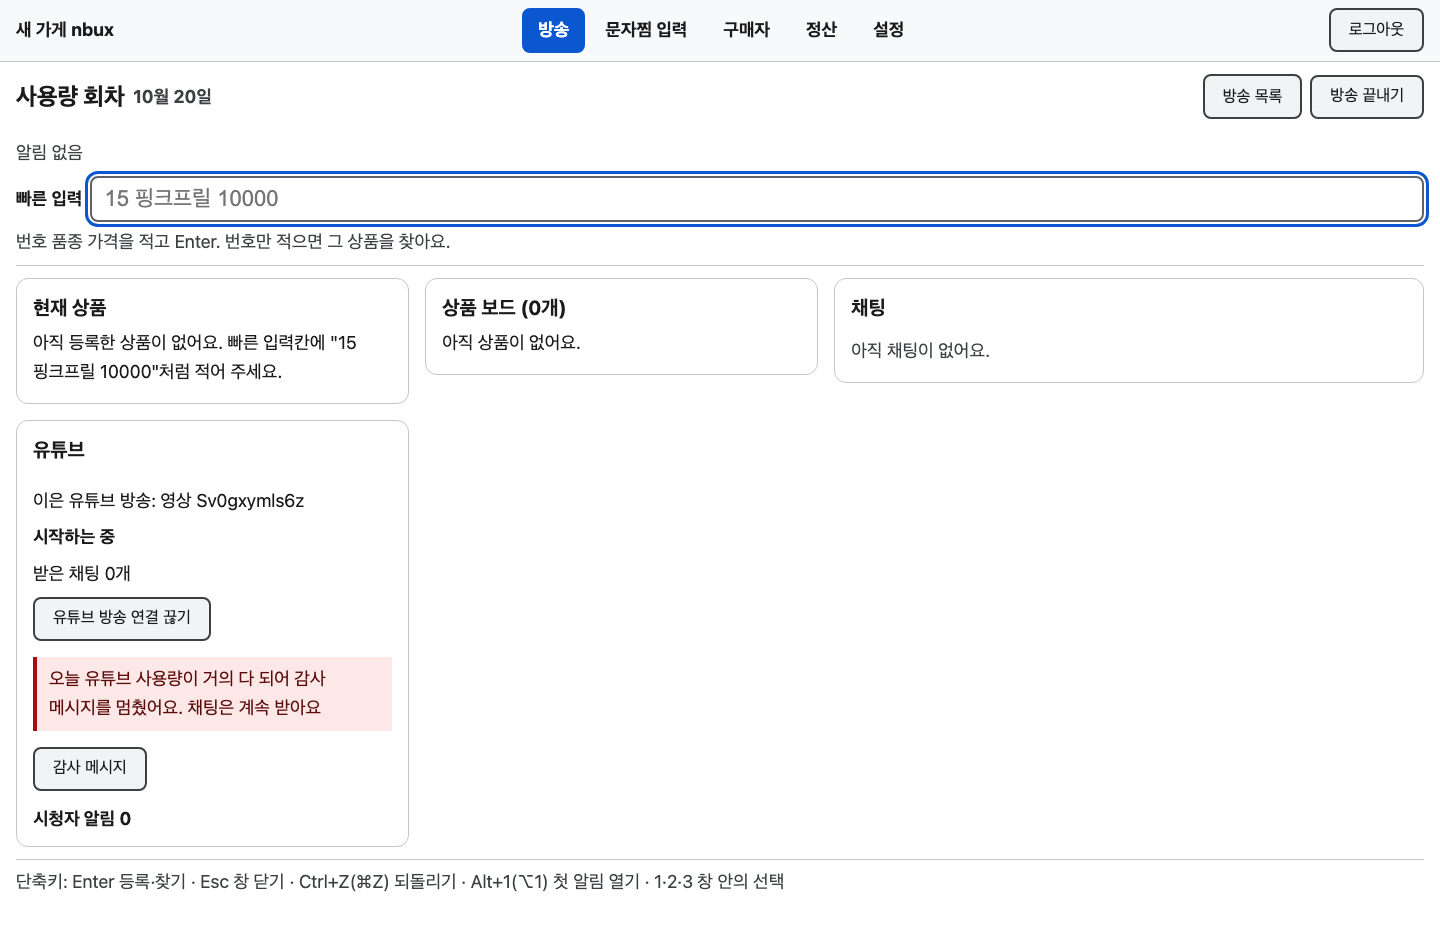 새 가게 nbux
방송
문자찜 입력
구매자
정산
설정
로그아웃
사용량 회차 10월 20일
방송 목록
방송 끝내기
알림 없음
빠른 입력
15 핑크프릴 10000
번호 품종 가격을 적고 Enter. 번호만 적으면 그 상품을 찾아요.
현재 상품
아직 등록한 상품이 없어요. 빠른 입력칸에 "15
핑크프릴 10000"처럼 적어 주세요.
상품 보드 (0개)
아직 상품이 없어요.
채팅
아직 채팅이 없어요.
유튜브
이은 유튜브 방송: 영상 Sv0gxymls6z
시작하는 중
받은 채팅 0개
유튜브 방송 연결 끊기
오늘 유튜브 사용량이 거의 다 되어 감사
메시지를 멈췄어요. 채팅은 계속 받아요
감사 메시지
시청자 알림 0
단축키: Enter 등록·찾기 · Esc 창 닫기 · Ctrl+Z(⌘Z) 되돌리기 · Alt+1(⌥1) 첫 알림 열기 · 1·2·3 창 안의 선택